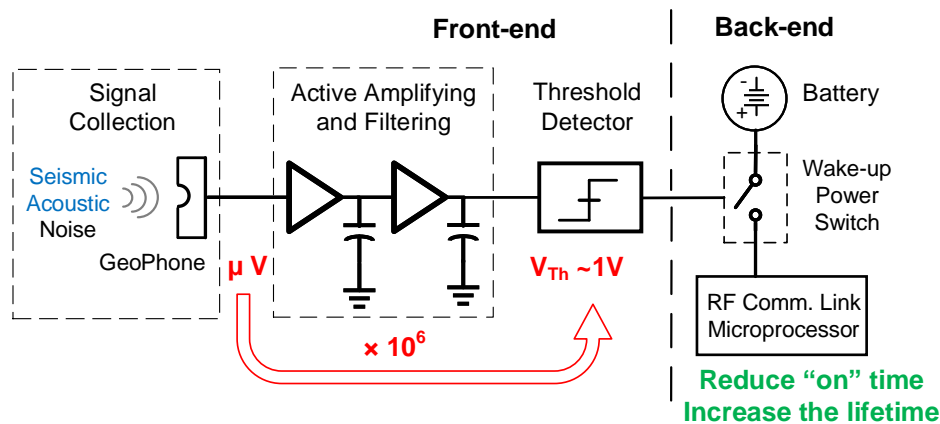 Front-end
Back-end
Signal
Collection
Seismic
Acoustic
Noise
GeoPhone
Active Amplifying
and Filtering
Threshold
Detector
μ V
V_Th ~1V
× 10^6
-
+
Battery
Wake-up
Power
Switch
RF Comm. Link
Microprocessor
Reduce “on” time
Increase the lifetime